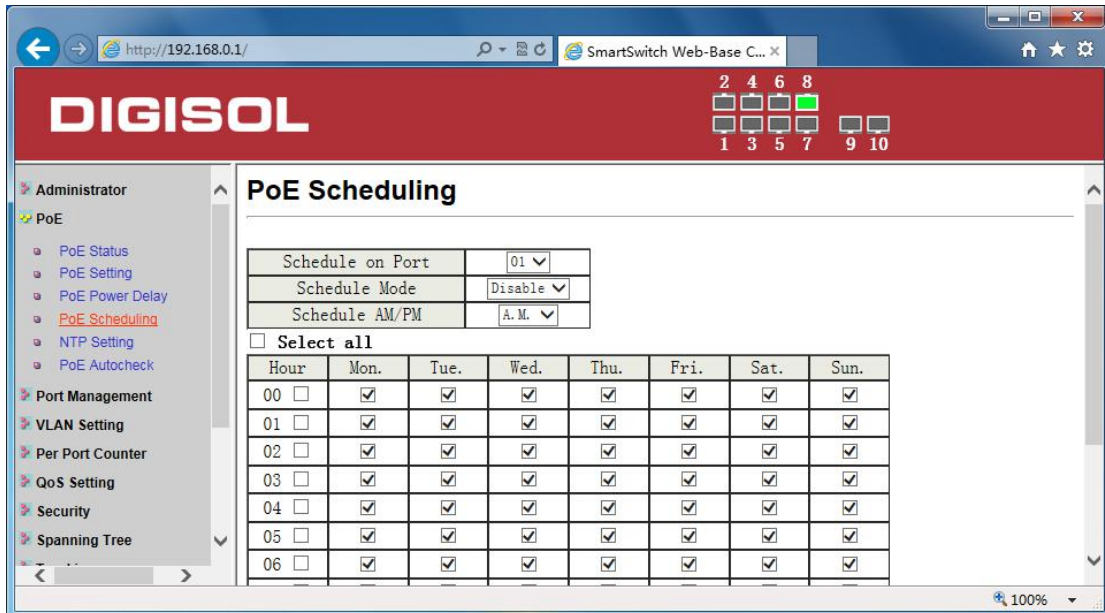 http://192.168.0.1/
SmartSwitch Web-Base C...
DIGISOL
2 4 6 8
1 3 5 7 9 10
Administrator
PoE
PoE Status
PoE Setting
PoE Power Delay
PoE Scheduling
NTP Setting
PoE Autocheck
Port Management
VLAN Setting
Per Port Counter
QoS Setting
Security
Spanning Tree
PoE Scheduling
Schedule on Port 01
Schedule Mode Disable
Schedule AM/PM A.M.
Select all
Hour Mon. Tue. Wed. Thu. Fri. Sat. Sun.
00
01
02
03
04
05
06
100%